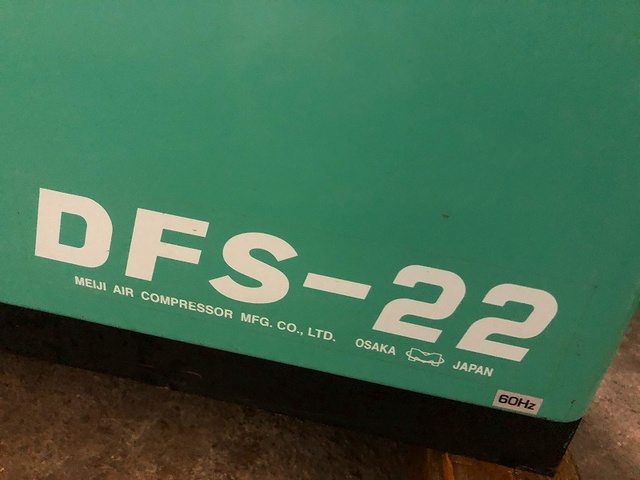 DFS-22
MEIJI AIR COMPRESSOR MFG. CO., LTD. OSAKA JAPAN
60Hz